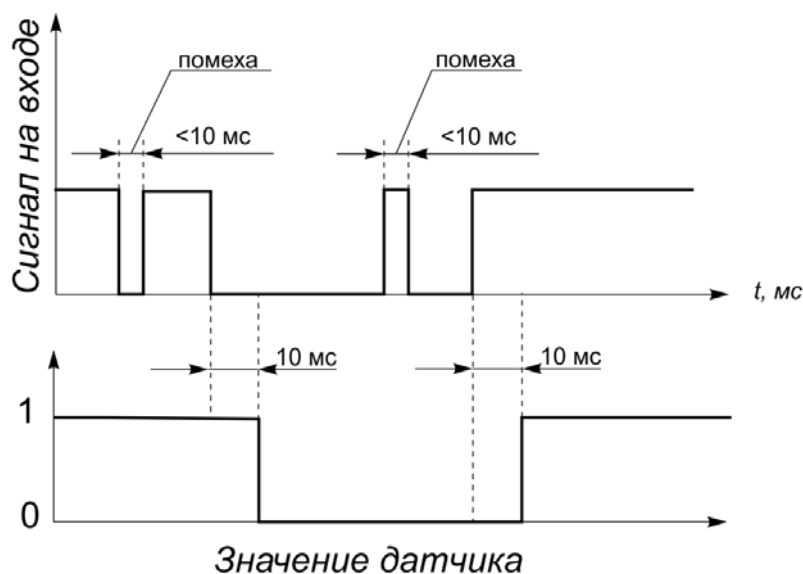 Сигнал на входе
помеха
помеха
<10 мс
<10 мс
t, мс
10 мс
10 мс
1
0
Значение датчика